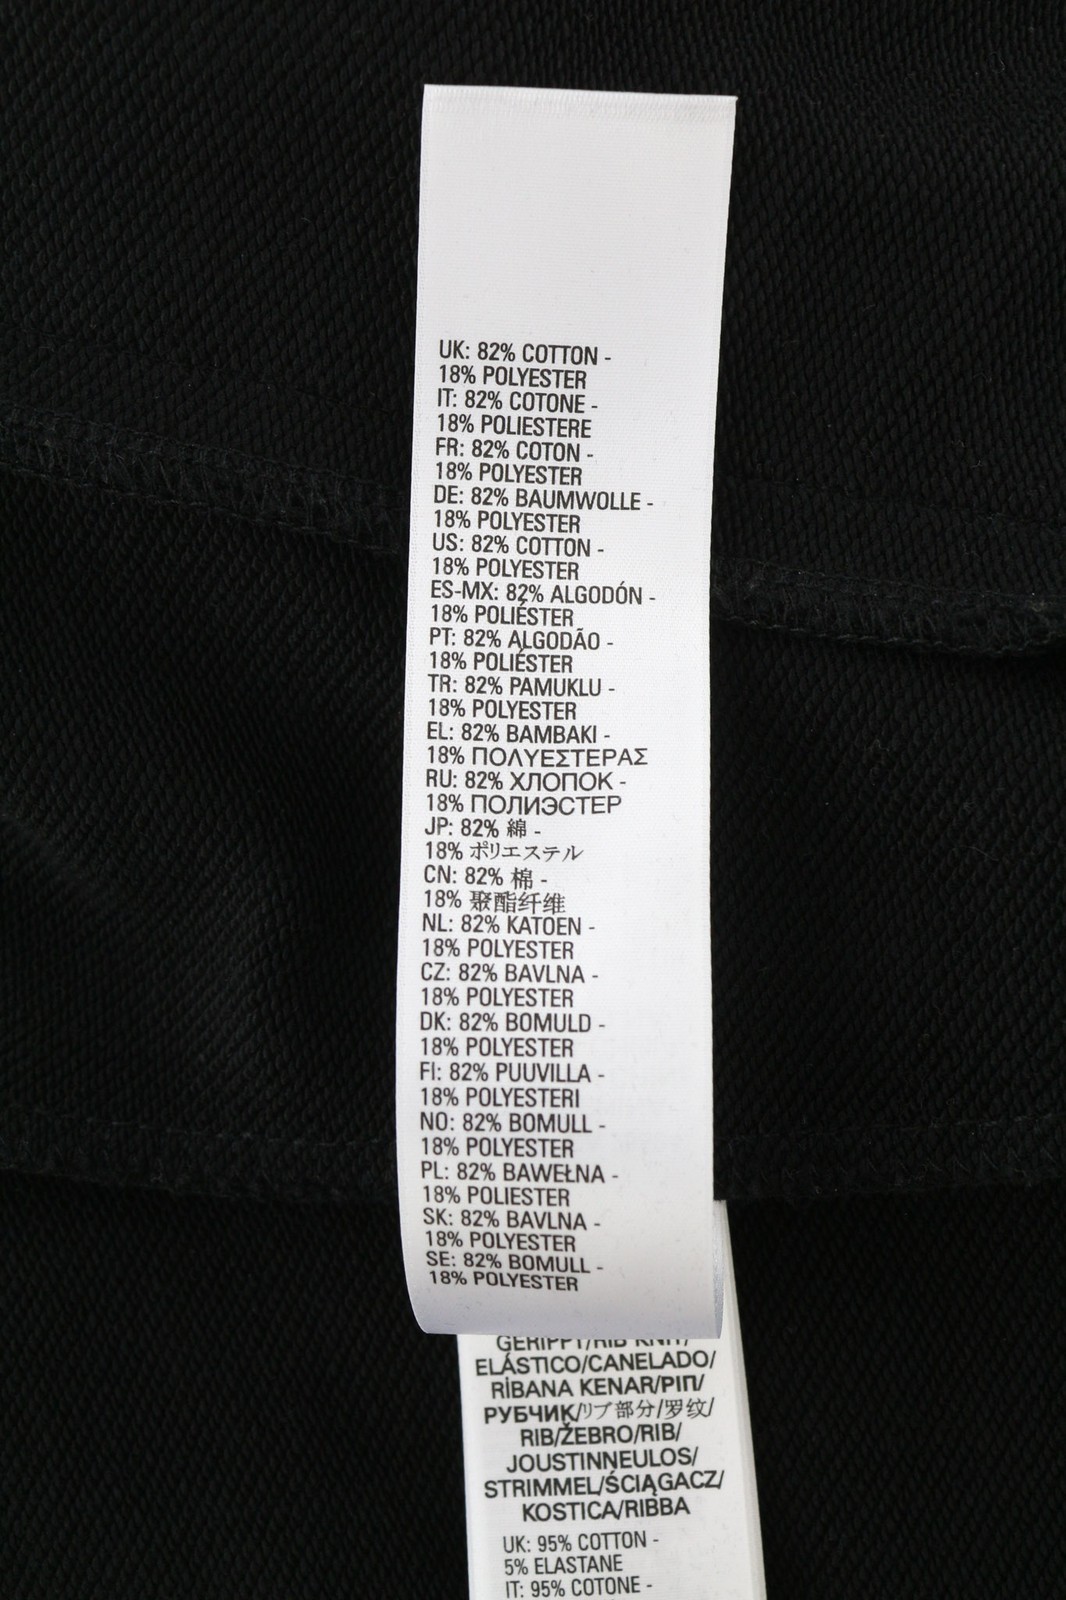 UK: 82% COTTON -
18% POLYESTER
IT: 82% COTONE -
18% POLIESTERE
FR: 82% COTON -
18% POLYESTER
DE: 82% BAUMWOLLE -
18% POLYESTER
US: 82% COTTON -
18% POLYESTER
ES-MX: 82% ALGODÓN -
18% POLIÉSTER
PT: 82% ALGODÃO -
18% POLIÉSTER
TR: 82% PAMUKLU -
18% POLYESTER
EL: 82% BAMBAKI -
18% ΠΟΛΥΕΣΤΕΡΑΣ
RU: 82% ХЛОПОК -
18% ПОЛИЭСТЕР
JP: 82% 綿 -
18% ポリエステル
CN: 82% 棉 -
18% 聚酯纤维
NL: 82% KATOEN -
18% POLYESTER
CZ: 82% BAVLNA -
18% POLYESTER
DK: 82% BOMULD -
18% POLYESTER
FI: 82% PUUVILLA -
18% POLYESTERI
NO: 82% BOMULL -
18% POLYESTER
PL: 82% BAWEŁNA -
18% POLIESTER
SK: 82% BAVLNA -
18% POLYESTER
SE: 82% BOMULL -
18% POLYESTER
GERIPPT/RIB KNIT/
ELÁSTICO/CANELADO/
RİBANA KENAR/ΡΙΠ/
РУБЧИК/リブ部分/罗纹/
RIB/ŽEBRO/RIB/
JOUSTINNEULOS/
STRIMMEL/ŚCIĄGACZ/
KOSTICA/RIBBA
UK: 95% COTTON -
5% ELASTANE
IT: 95% COTONE -